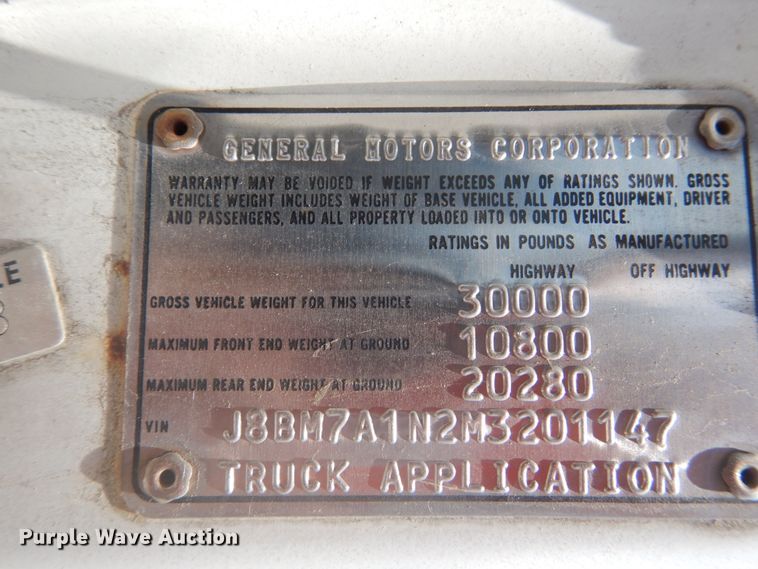 GENERAL MOTORS CORPORATION
WARRANTY MAY BE VOIDED IF WEIGHT EXCEEDS ANY OF RATINGS SHOWN. GROSS
VEHICLE WEIGHT INCLUDES WEIGHT OF BASE VEHICLE, ALL ADDED EQUIPMENT, DRIVER
AND PASSENGERS, AND ALL PROPERTY LOADED INTO OR ONTO VEHICLE.
RATINGS IN POUNDS AS MANUFACTURED
HIGHWAY OFF HIGHWAY
GROSS VEHICLE WEIGHT FOR THIS VEHICLE 30000
MAXIMUM FRONT END WEIGHT AT GROUND 10800
MAXIMUM REAR END WEIGHT AT GROUND 20280
VIN J8BM7A1N2M3201147
TRUCK APPLICATION
Purple Wave Auction